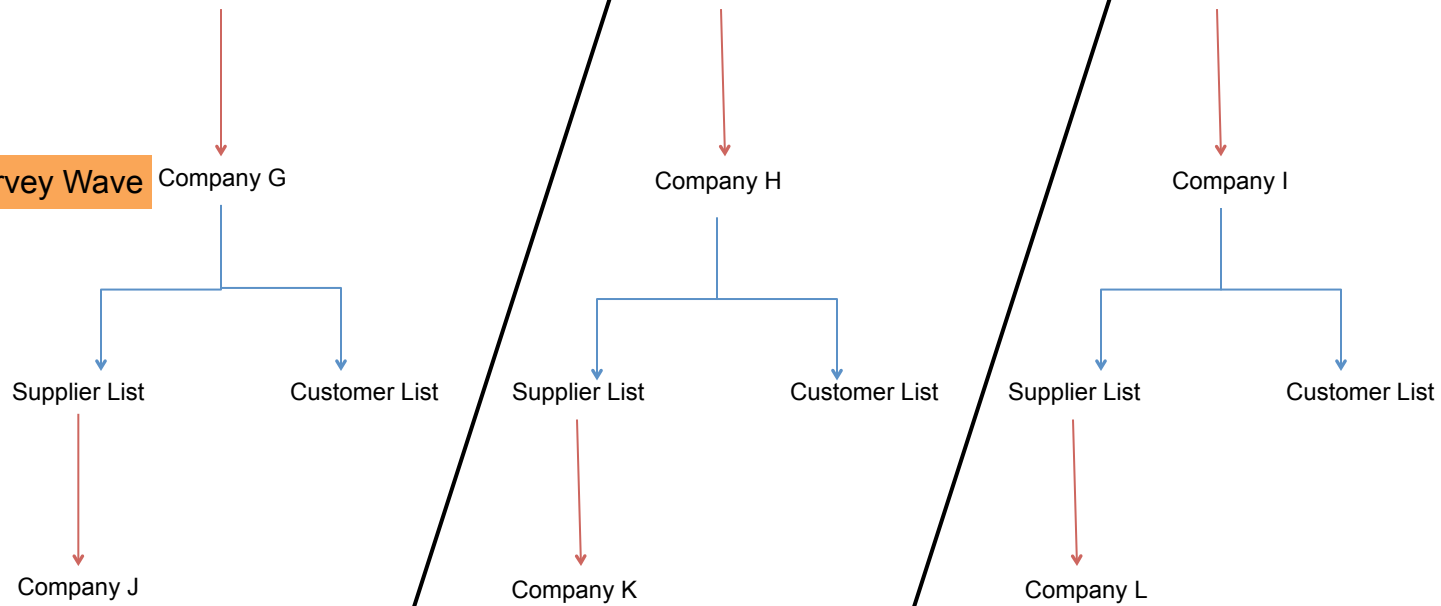 rvey Wave
Company G
Company H
Company I
Supplier List
Customer List
Supplier List
Customer List
Supplier List
Customer List
Company J
Company K
Company L